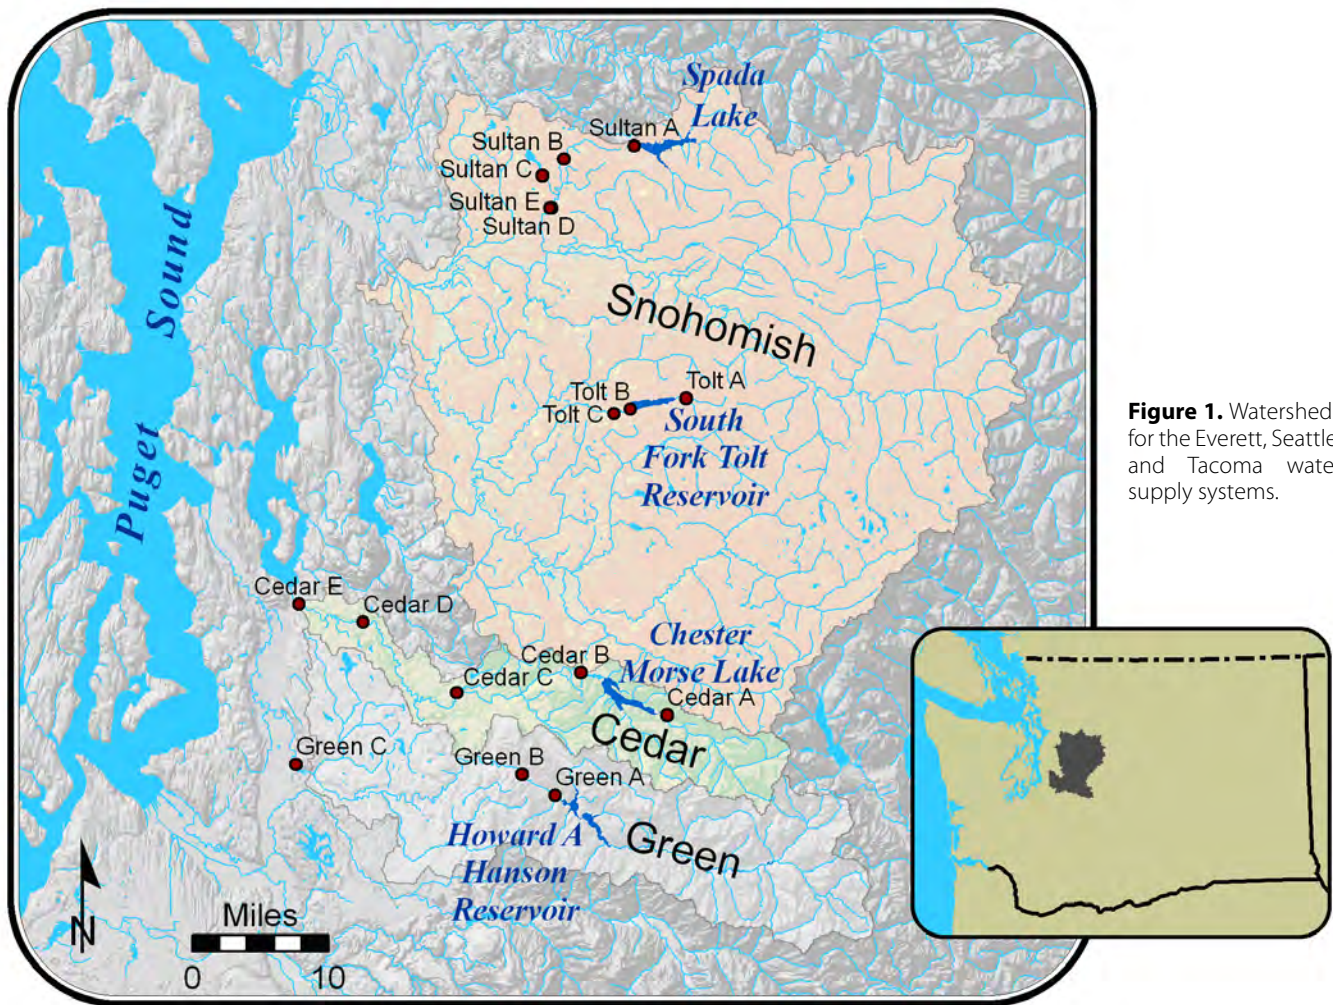 Spada
Lake
Sultan A
Sultan B
Sultan C
Sultan E
Sultan D
Puget Sound
Snohomish
Tolt A
Tolt B
Tolt C
South
Fork Tolt
Reservoir
Cedar E
Cedar D
Chester
Morse Lake
Cedar B
Cedar C
Cedar A
Cedar
Green C
Green B
Green A
Green
Howard A
Hanson
Reservoir
N
Miles
0 10
Figure 1. Watershed
for the Everett, Seattle
and Tacoma wate
supply systems.